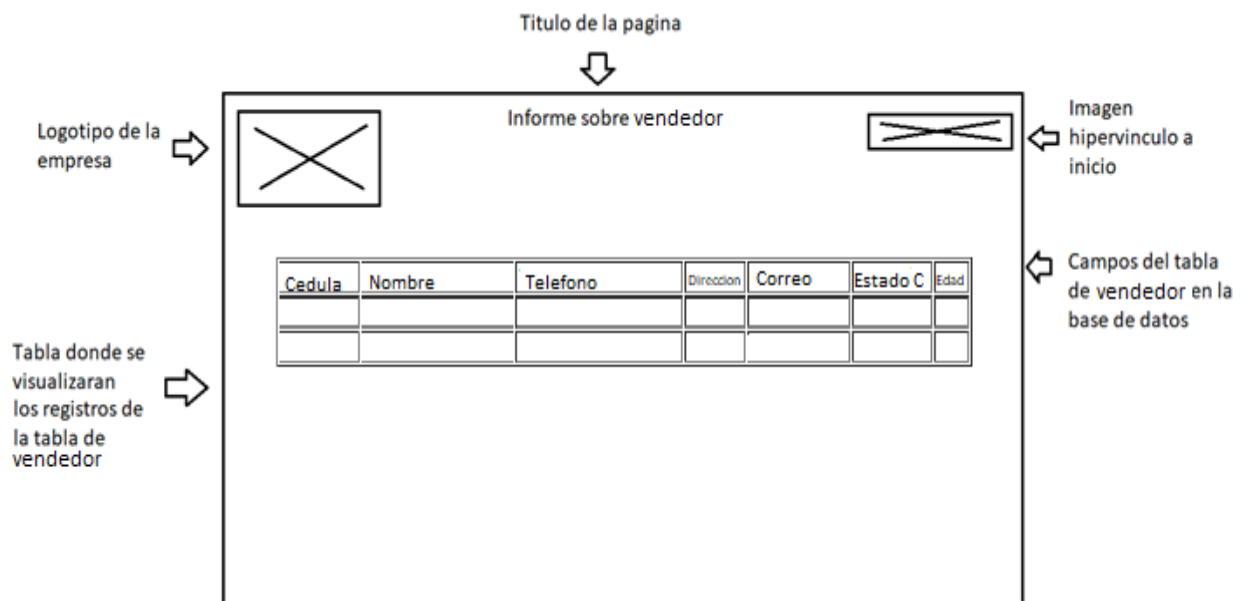 Titulo de la pagina
Logotipo de la
empresa
Informe sobre vendedor
Imagen
hipervinculo a
inicio
Cedula Nombre Telefono Direccion Correo Estado C Edad
Campos del tabla
de vendedor en la
base de datos
Tabla donde se
visualizaran
los registros de
la tabla de
vendedor